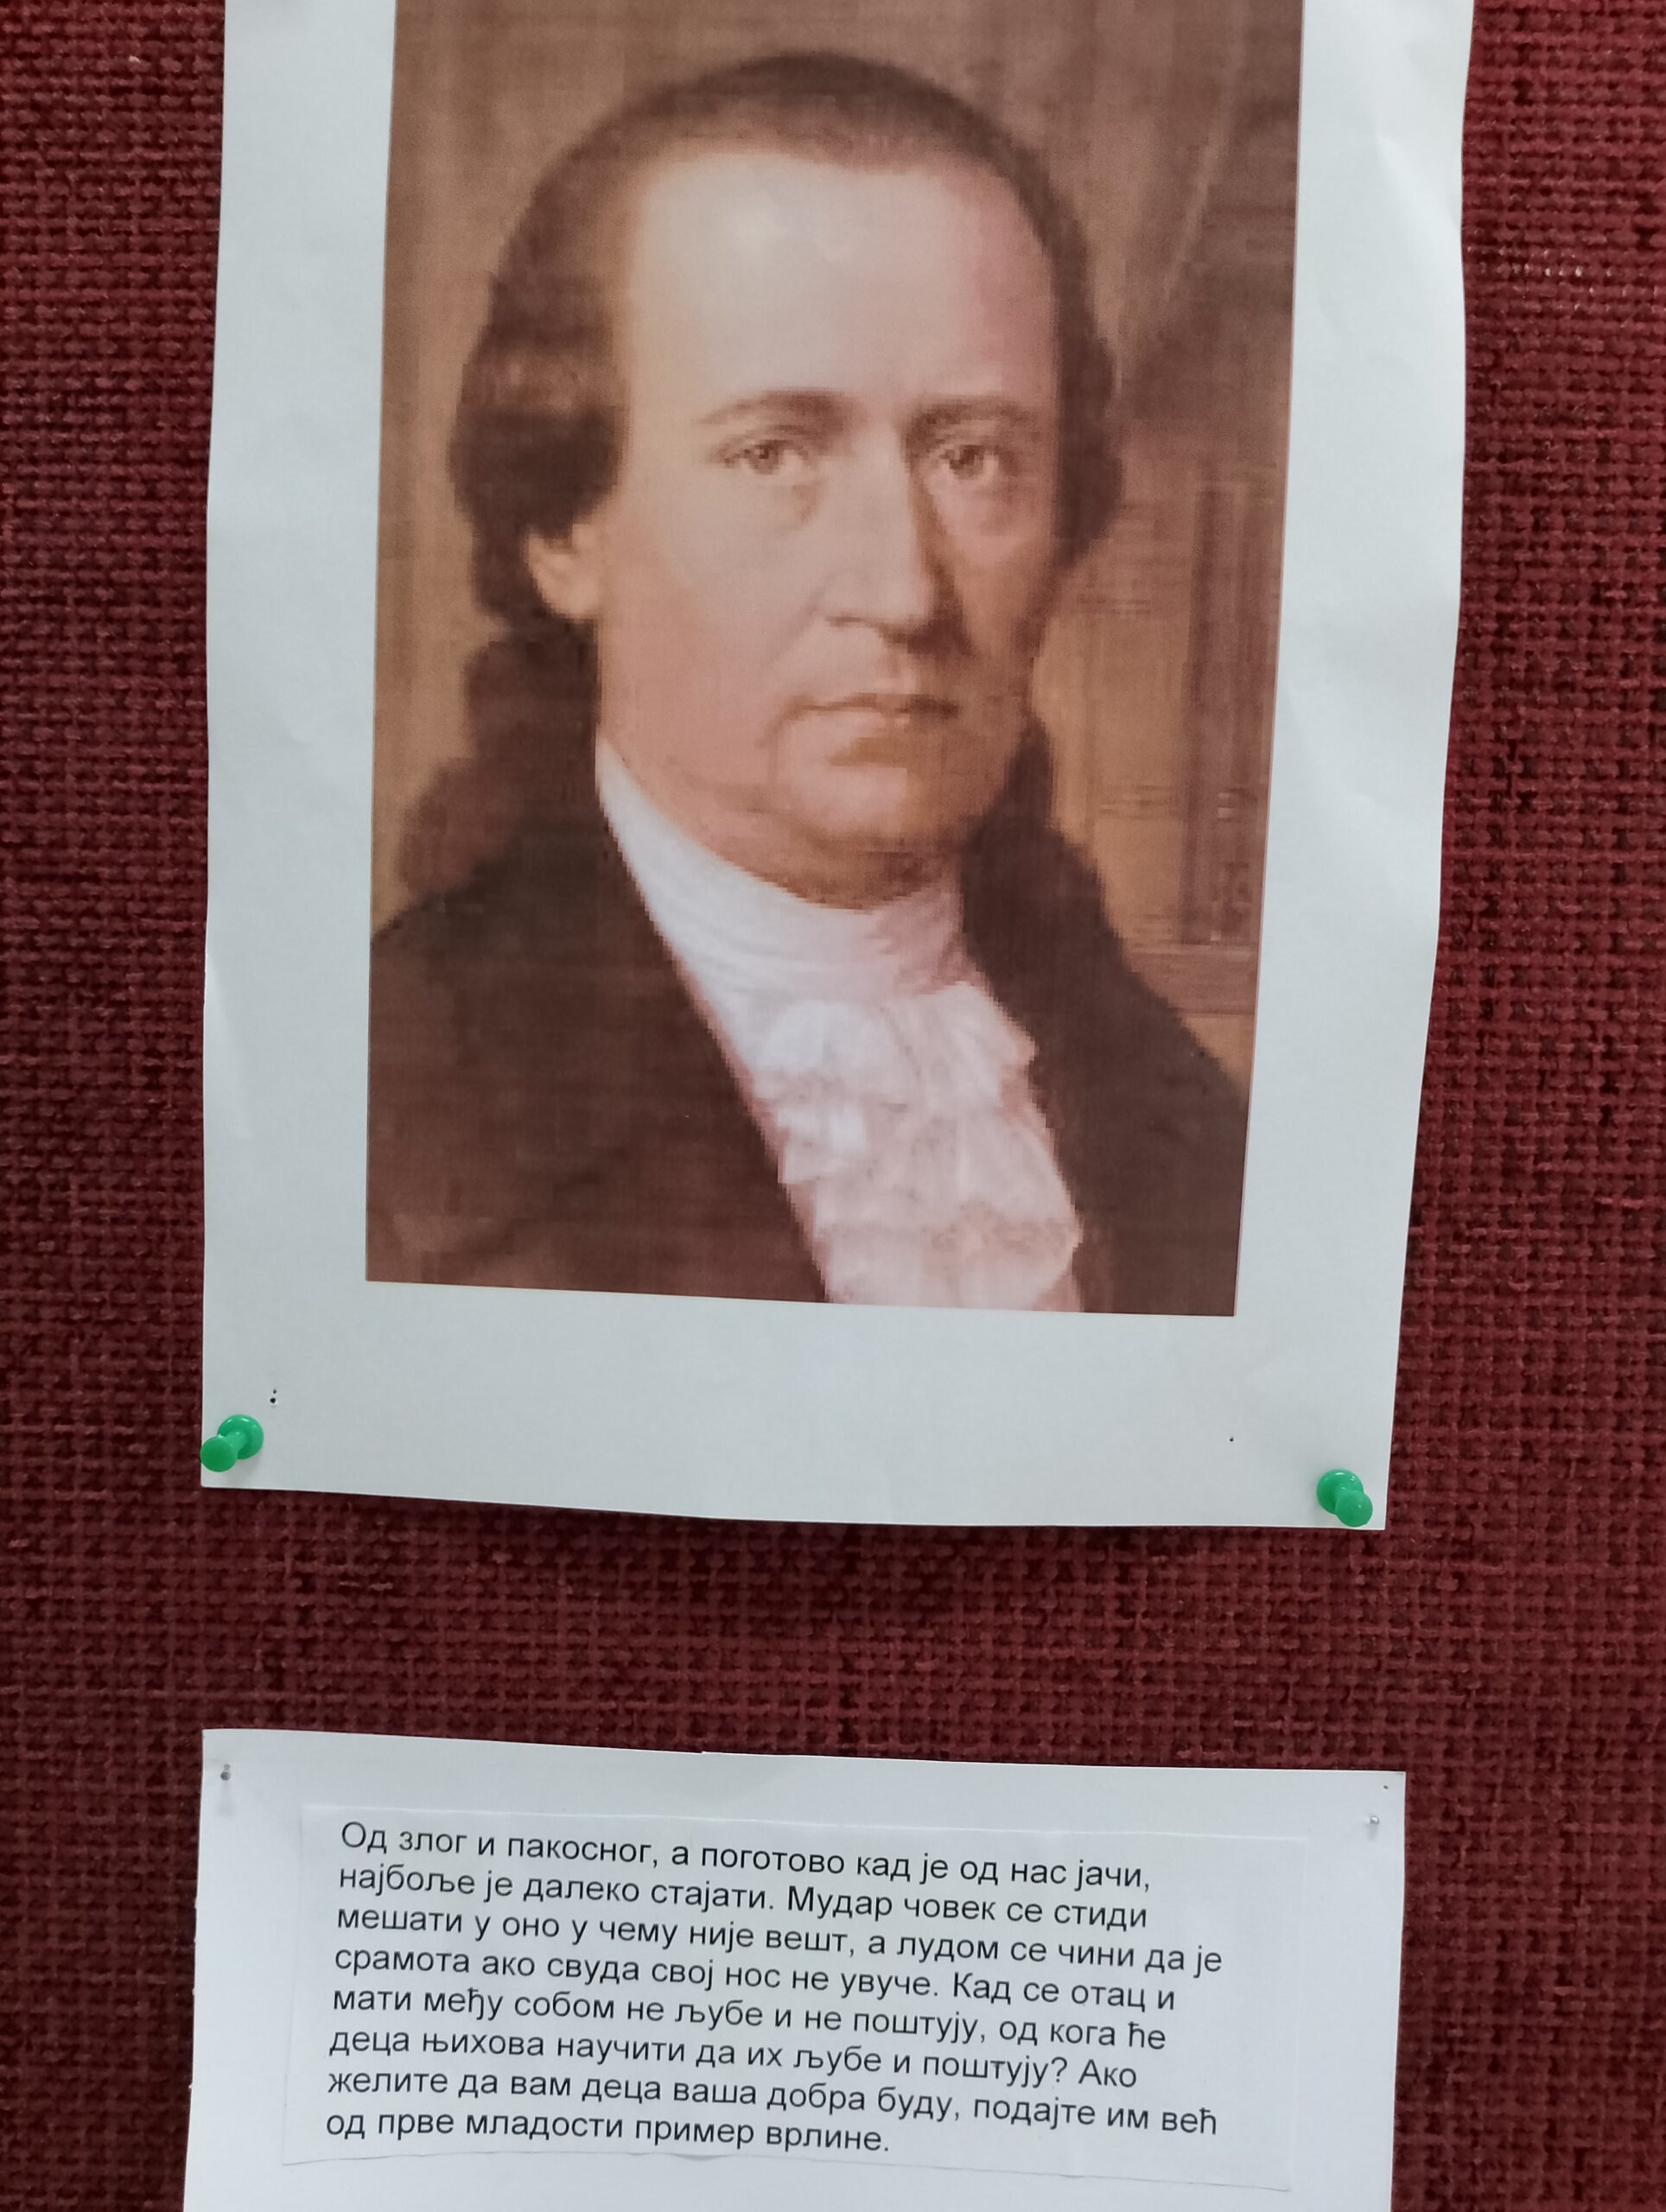 Од злог и пакосног, а поготово кад је од нас јачи,
најбоље је далеко стајати. Мудар човек се стиди
мешати у оно у чему није вешт, а лудом се чини да је
срамота ако свуда свој нос не увуче. Кад се отац и
мати међу собом не љубе и не поштују, од кога ће
деца њихова научити да их љубе и поштују? Ако
желите да вам деца ваша добра буду, подајте им већ
од прве младости пример врлине.